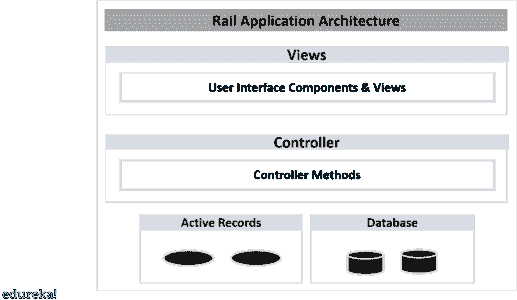 Rail Application Architecture
Views
User Interface Components & Views
Controller
Controller Methods
Active Records
Database
edureka!